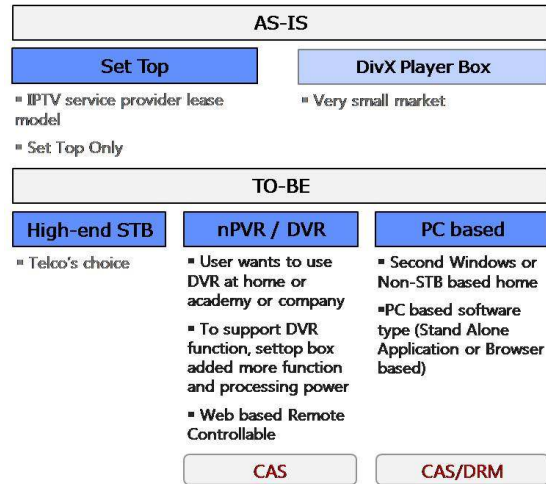 AS-IS
Set Top
DivX Player Box
▪ IPTV service provider lease
model
▪ Set Top Only
▪ Very small market
TO-BE
High-end STB
▪ Telco's choice
nPVR / DVR
▪ User wants to use
DVR at home or
academy or company
▪ To support DVR
function, settop box
added more function
and processing power
▪ Web based Remote
Controllable
CAS
PC based
▪ Second Windows or
Non-STB based home
▪PC based software
type (Stand Alone
Application or Browser
based)
CAS/DRM